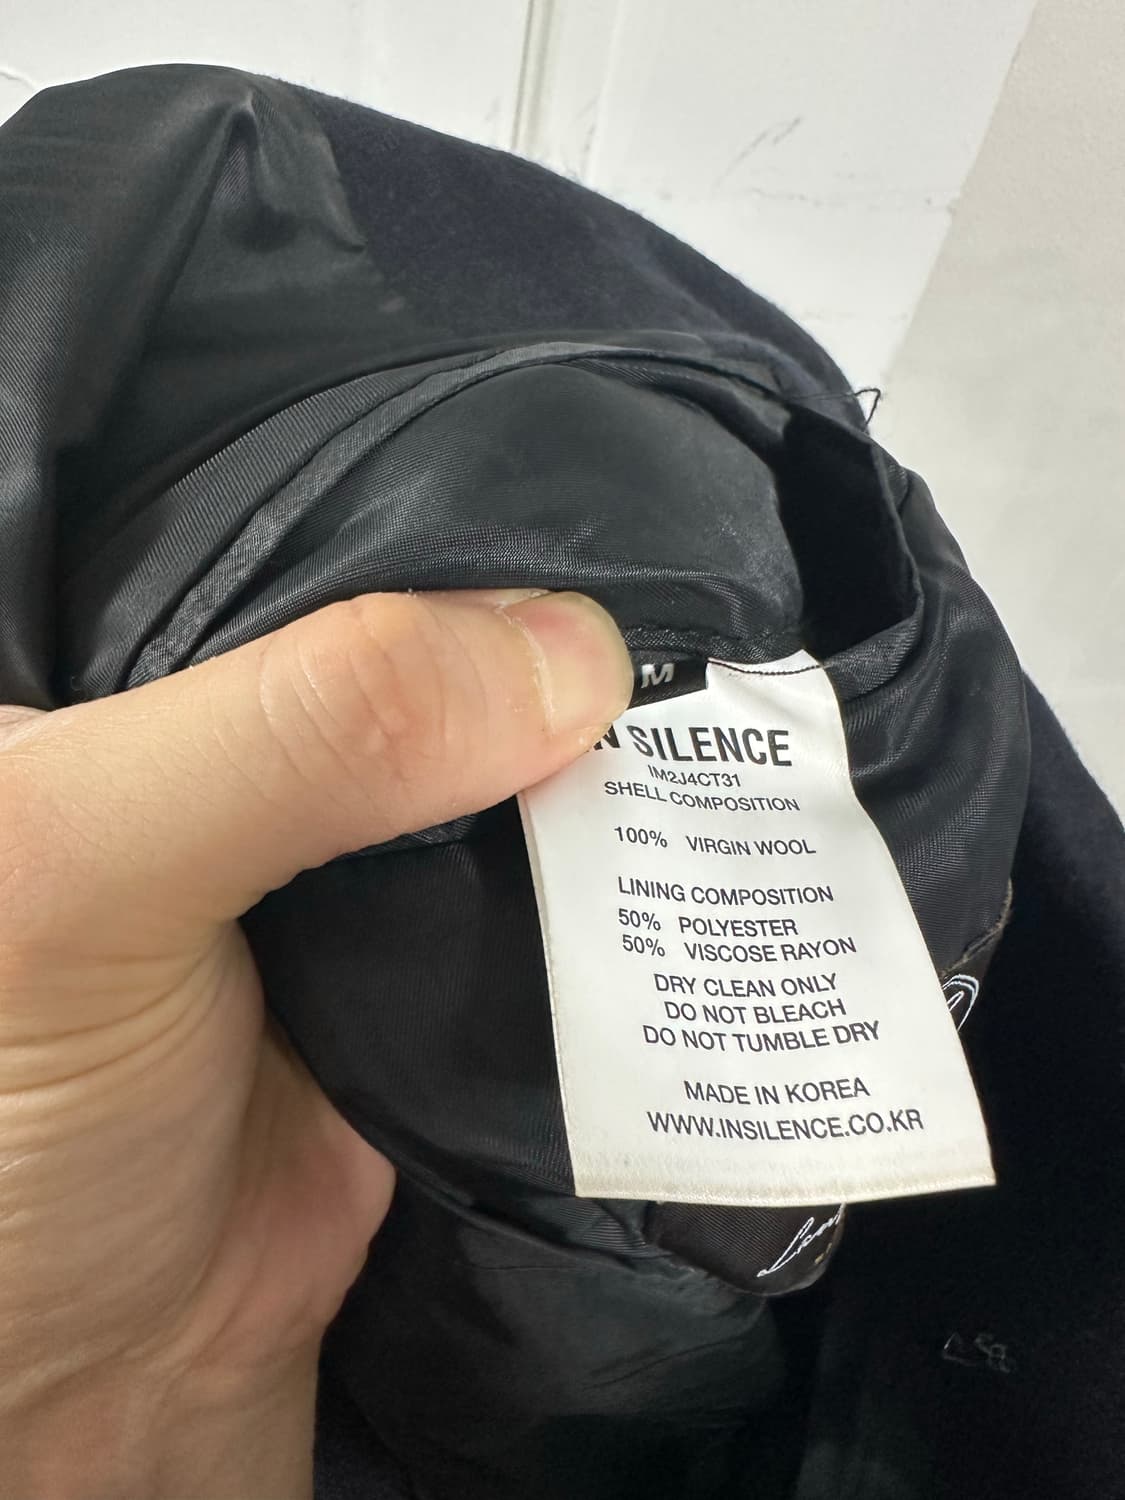 M
IN SILENCE
IM2J4CT31
SHELL COMPOSITION
100% VIRGIN WOOL
LINING COMPOSITION
50% POLYESTER
50% VISCOSE RAYON
DRY CLEAN ONLY
DO NOT BLEACH
DO NOT TUMBLE DRY
MADE IN KOREA
WWW.INSILENCE.CO.KR